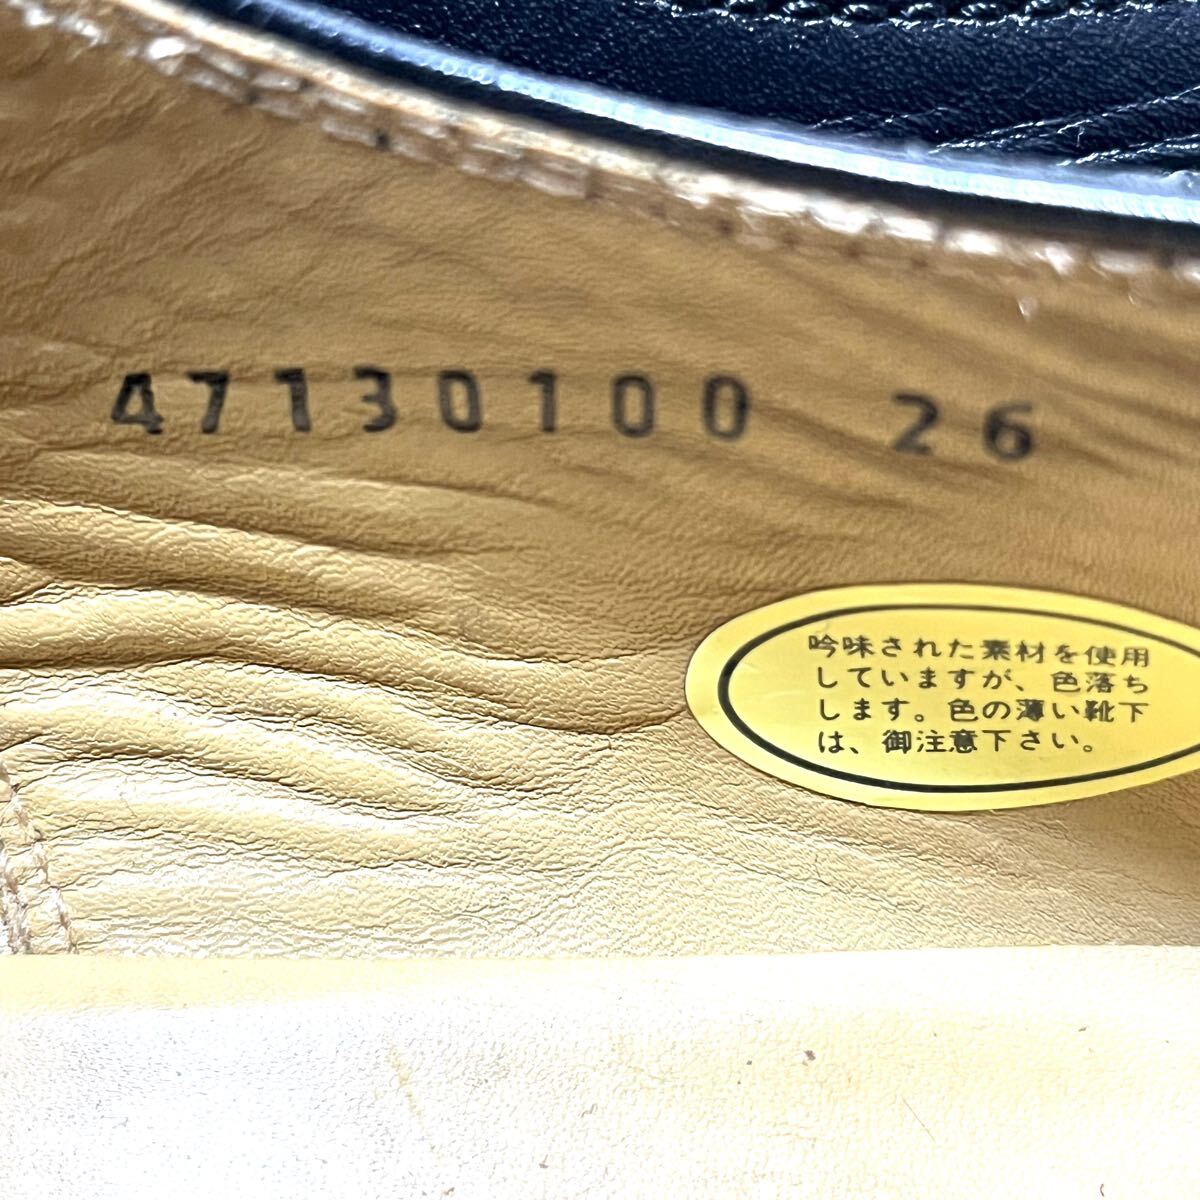 47130100 26
吟味された素材を使用
していますが、色落ち
します。色の薄い靴下
は、御注意下さい。